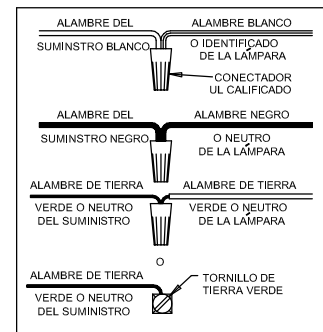 ALAMBRE DEL ALAMBRE BLANCO
SUMINSTRO BLANCO O IDENTIFICADO
DE LA LÁMPARA
CONECTADOR
UL CALIFICADO
ALAMBRE DEL ALAMBRE NEGRO
SUMINSTRO NEGRO O NEUTRO
DE LA LÁMPARA
ALAMBRE DE TIERRA ALAMBRE DE TIERRA
VERDE O NEUTRO VERDE O NEUTRO
DEL SUMINISTRO DE LA LÁMPARA
O
ALAMBRE DE TIERRA TORNILLO DE
TIERRA VERDE
VERDE O NEUTRO
DEL SUMINISTRO